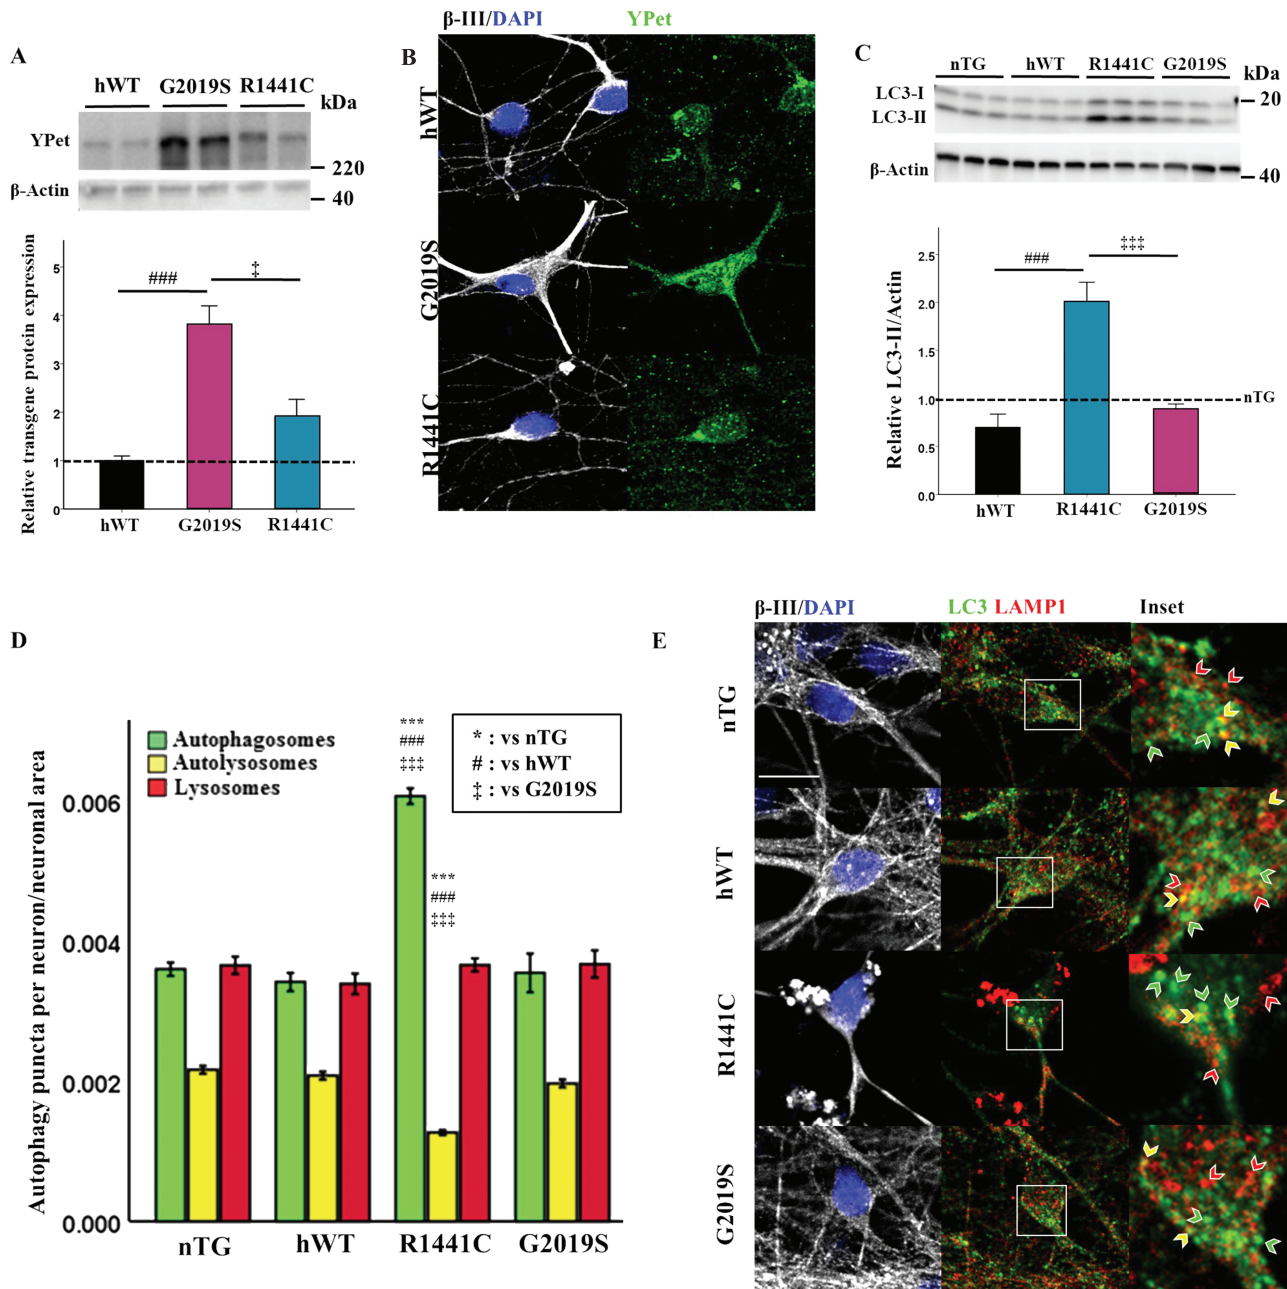 A
hWT G2019S R1441C
kDa
YPet
220
β-Actin
40
Relative transgene protein expression
5
4
3
2
1
0
###
‡
hWT G2019S R1441C
β-III/DAPI YPet
B
hWT
G2019S
R1441C
C
nTG hWT R1441C G2019S
kDa
LC3-I
20
LC3-II
β-Actin
40
Relative LC3-II/Actin
2.5
2.0
1.5
1.0
0.5
0.0
###
‡‡‡
nTG
hWT R1441C G2019S
D
Autophagy puncta per neuron/neuronal area
0.006
0.004
0.002
0.000
Autophagosomes
Autolysosomes
Lysosomes
***
###
‡‡‡
***
###
‡‡‡
* : vs nTG
# : vs hWT
‡ : vs G2019S
nTG hWT R1441C G2019S
E
β-III/DAPI LC3 LAMP1 Inset
nTG
hWT
R1441C
G2019S